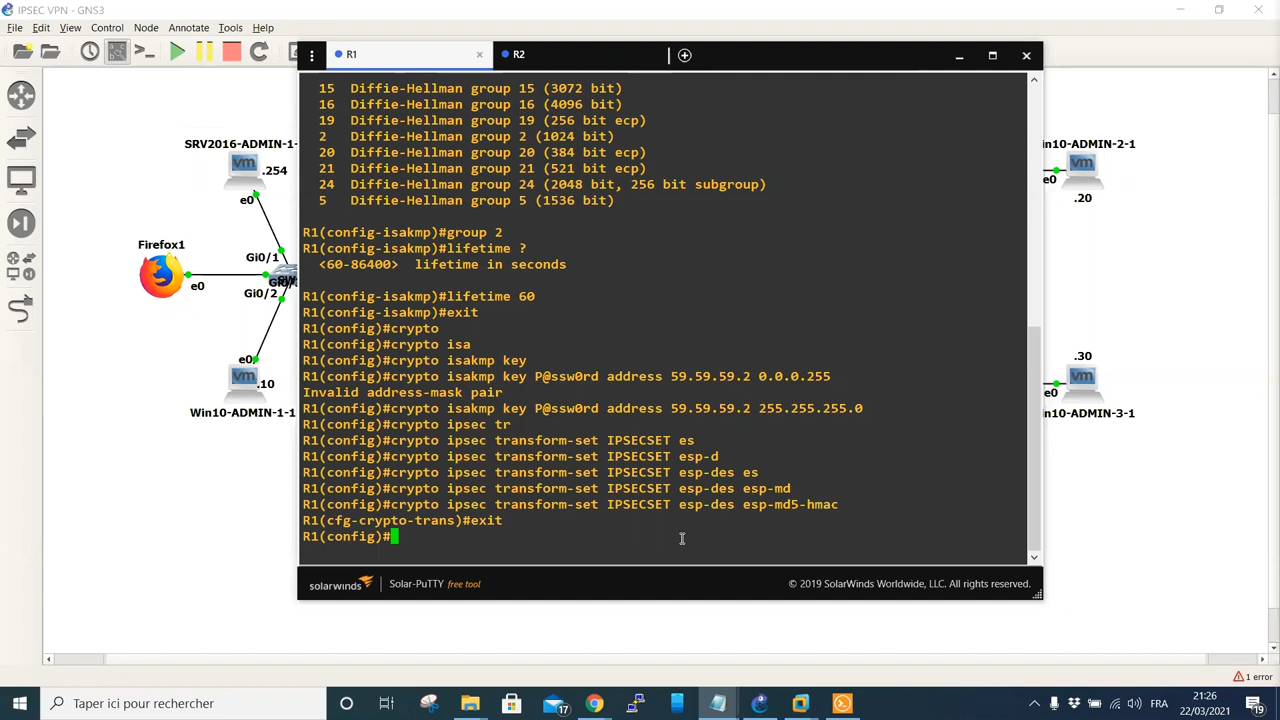 IPSEC VPN - GNS3
File Edit View Control Node Annotate Tools Help
R1
R2
15 Diffie-Hellman group 15 (3072 bit)
16 Diffie-Hellman group 16 (4096 bit)
19 Diffie-Hellman group 19 (256 bit ecp)
2 Diffie-Hellman group 2 (1024 bit)
20 Diffie-Hellman group 20 (384 bit ecp)
21 Diffie-Hellman group 21 (521 bit ecp)
24 Diffie-Hellman group 24 (2048 bit, 256 bit subgroup)
5 Diffie-Hellman group 5 (1536 bit)
R1(config-isakmp)#group 2
R1(config-isakmp)#lifetime ?
<60-86400> lifetime in seconds
R1(config-isakmp)#lifetime 60
R1(config-isakmp)#exit
R1(config)#crypto
R1(config)#crypto isa
R1(config)#crypto isakmp key
R1(config)#crypto isakmp key P@ssw0rd address 59.59.59.2 0.0.0.255
Invalid address-mask pair
R1(config)#crypto isakmp key P@ssw0rd address 59.59.59.2 255.255.255.0
R1(config)#crypto ipsec tr
R1(config)#crypto ipsec transform-set IPSECSET es
R1(config)#crypto ipsec transform-set IPSECSET esp-d
R1(config)#crypto ipsec transform-set IPSECSET esp-des es
R1(config)#crypto ipsec transform-set IPSECSET esp-des esp-md
R1(config)#crypto ipsec transform-set IPSECSET esp-des esp-md5-hmac
R1(cfg-crypto-trans)#exit
R1(config)#
solarwinds Solar-PuTTY free tool
© 2019 SolarWinds Worldwide, LLC. All rights reserved.
SRV2016-ADMIN-1-
vm
.254
e0
Firefox1
e0
Gi0/1
Gi0/2
e0
vm
.10
Win10-ADMIN-1-1
in10-ADMIN-2-1
vm
e0
.20
.30
vm
e0
in10-ADMIN-3-1
1 error
Taper ici pour rechercher
17
FR
21:26
22/03/2021
19